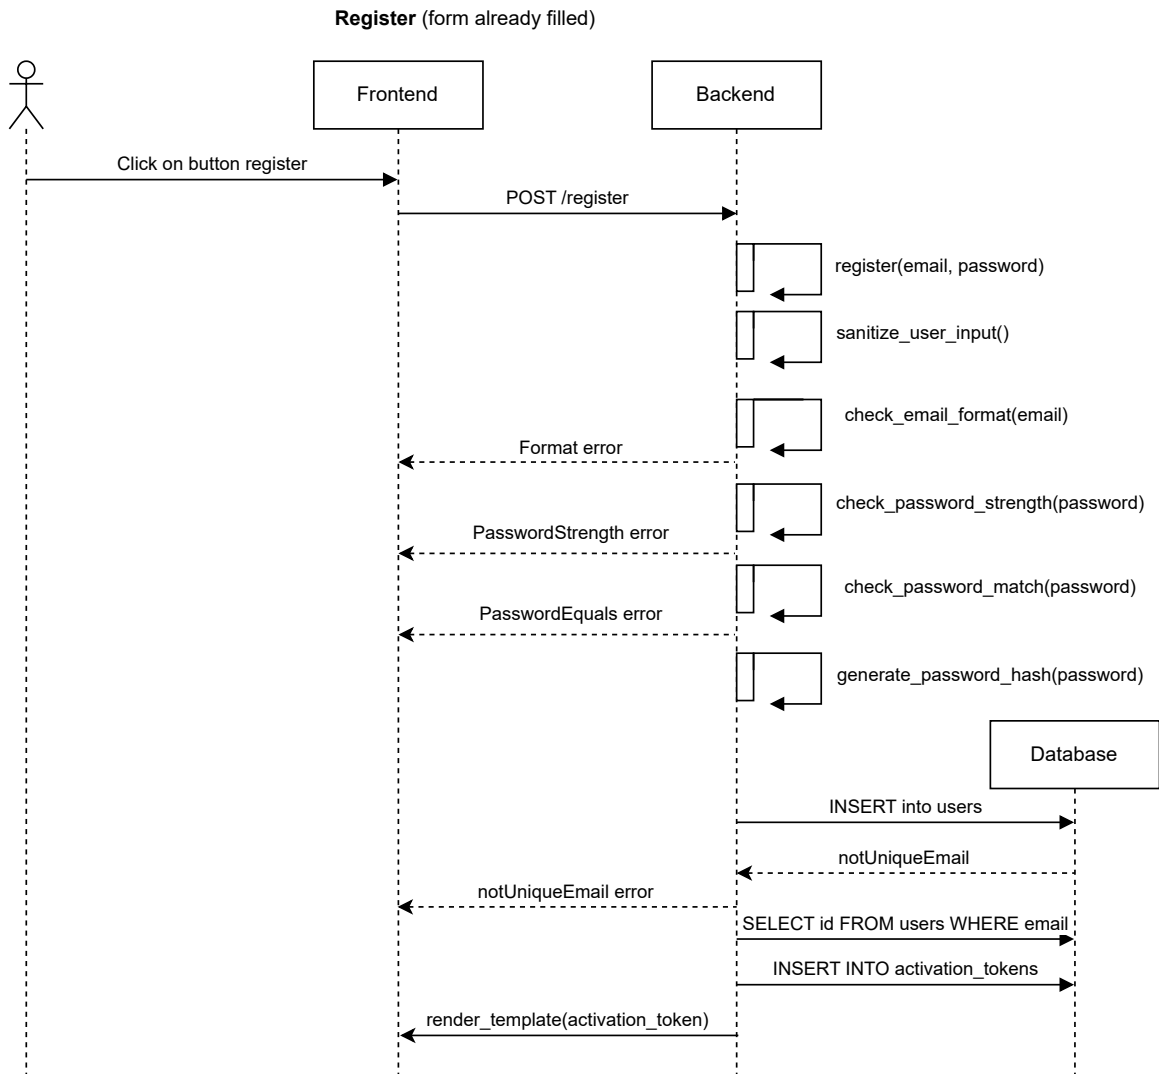 Register (form already filled)
Frontend
Backend
Click on button register
POST /register
register(email, password)
sanitize_user_input()
check_email_format(email)
Format error
check_password_strength(password)
PasswordStrength error
check_password_match(password)
PasswordEquals error
generate_password_hash(password)
Database
INSERT into users
notUniqueEmail
notUniqueEmail error
SELECT id FROM users WHERE email
INSERT INTO activation_tokens
render_template(activation_token)